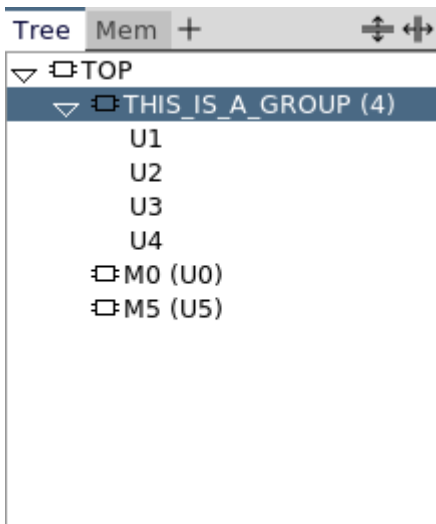 Tree Mem +
TOP
THIS_IS_A_GROUP (4)
U1
U2
U3
U4
M0 (U0)
M5 (U5)